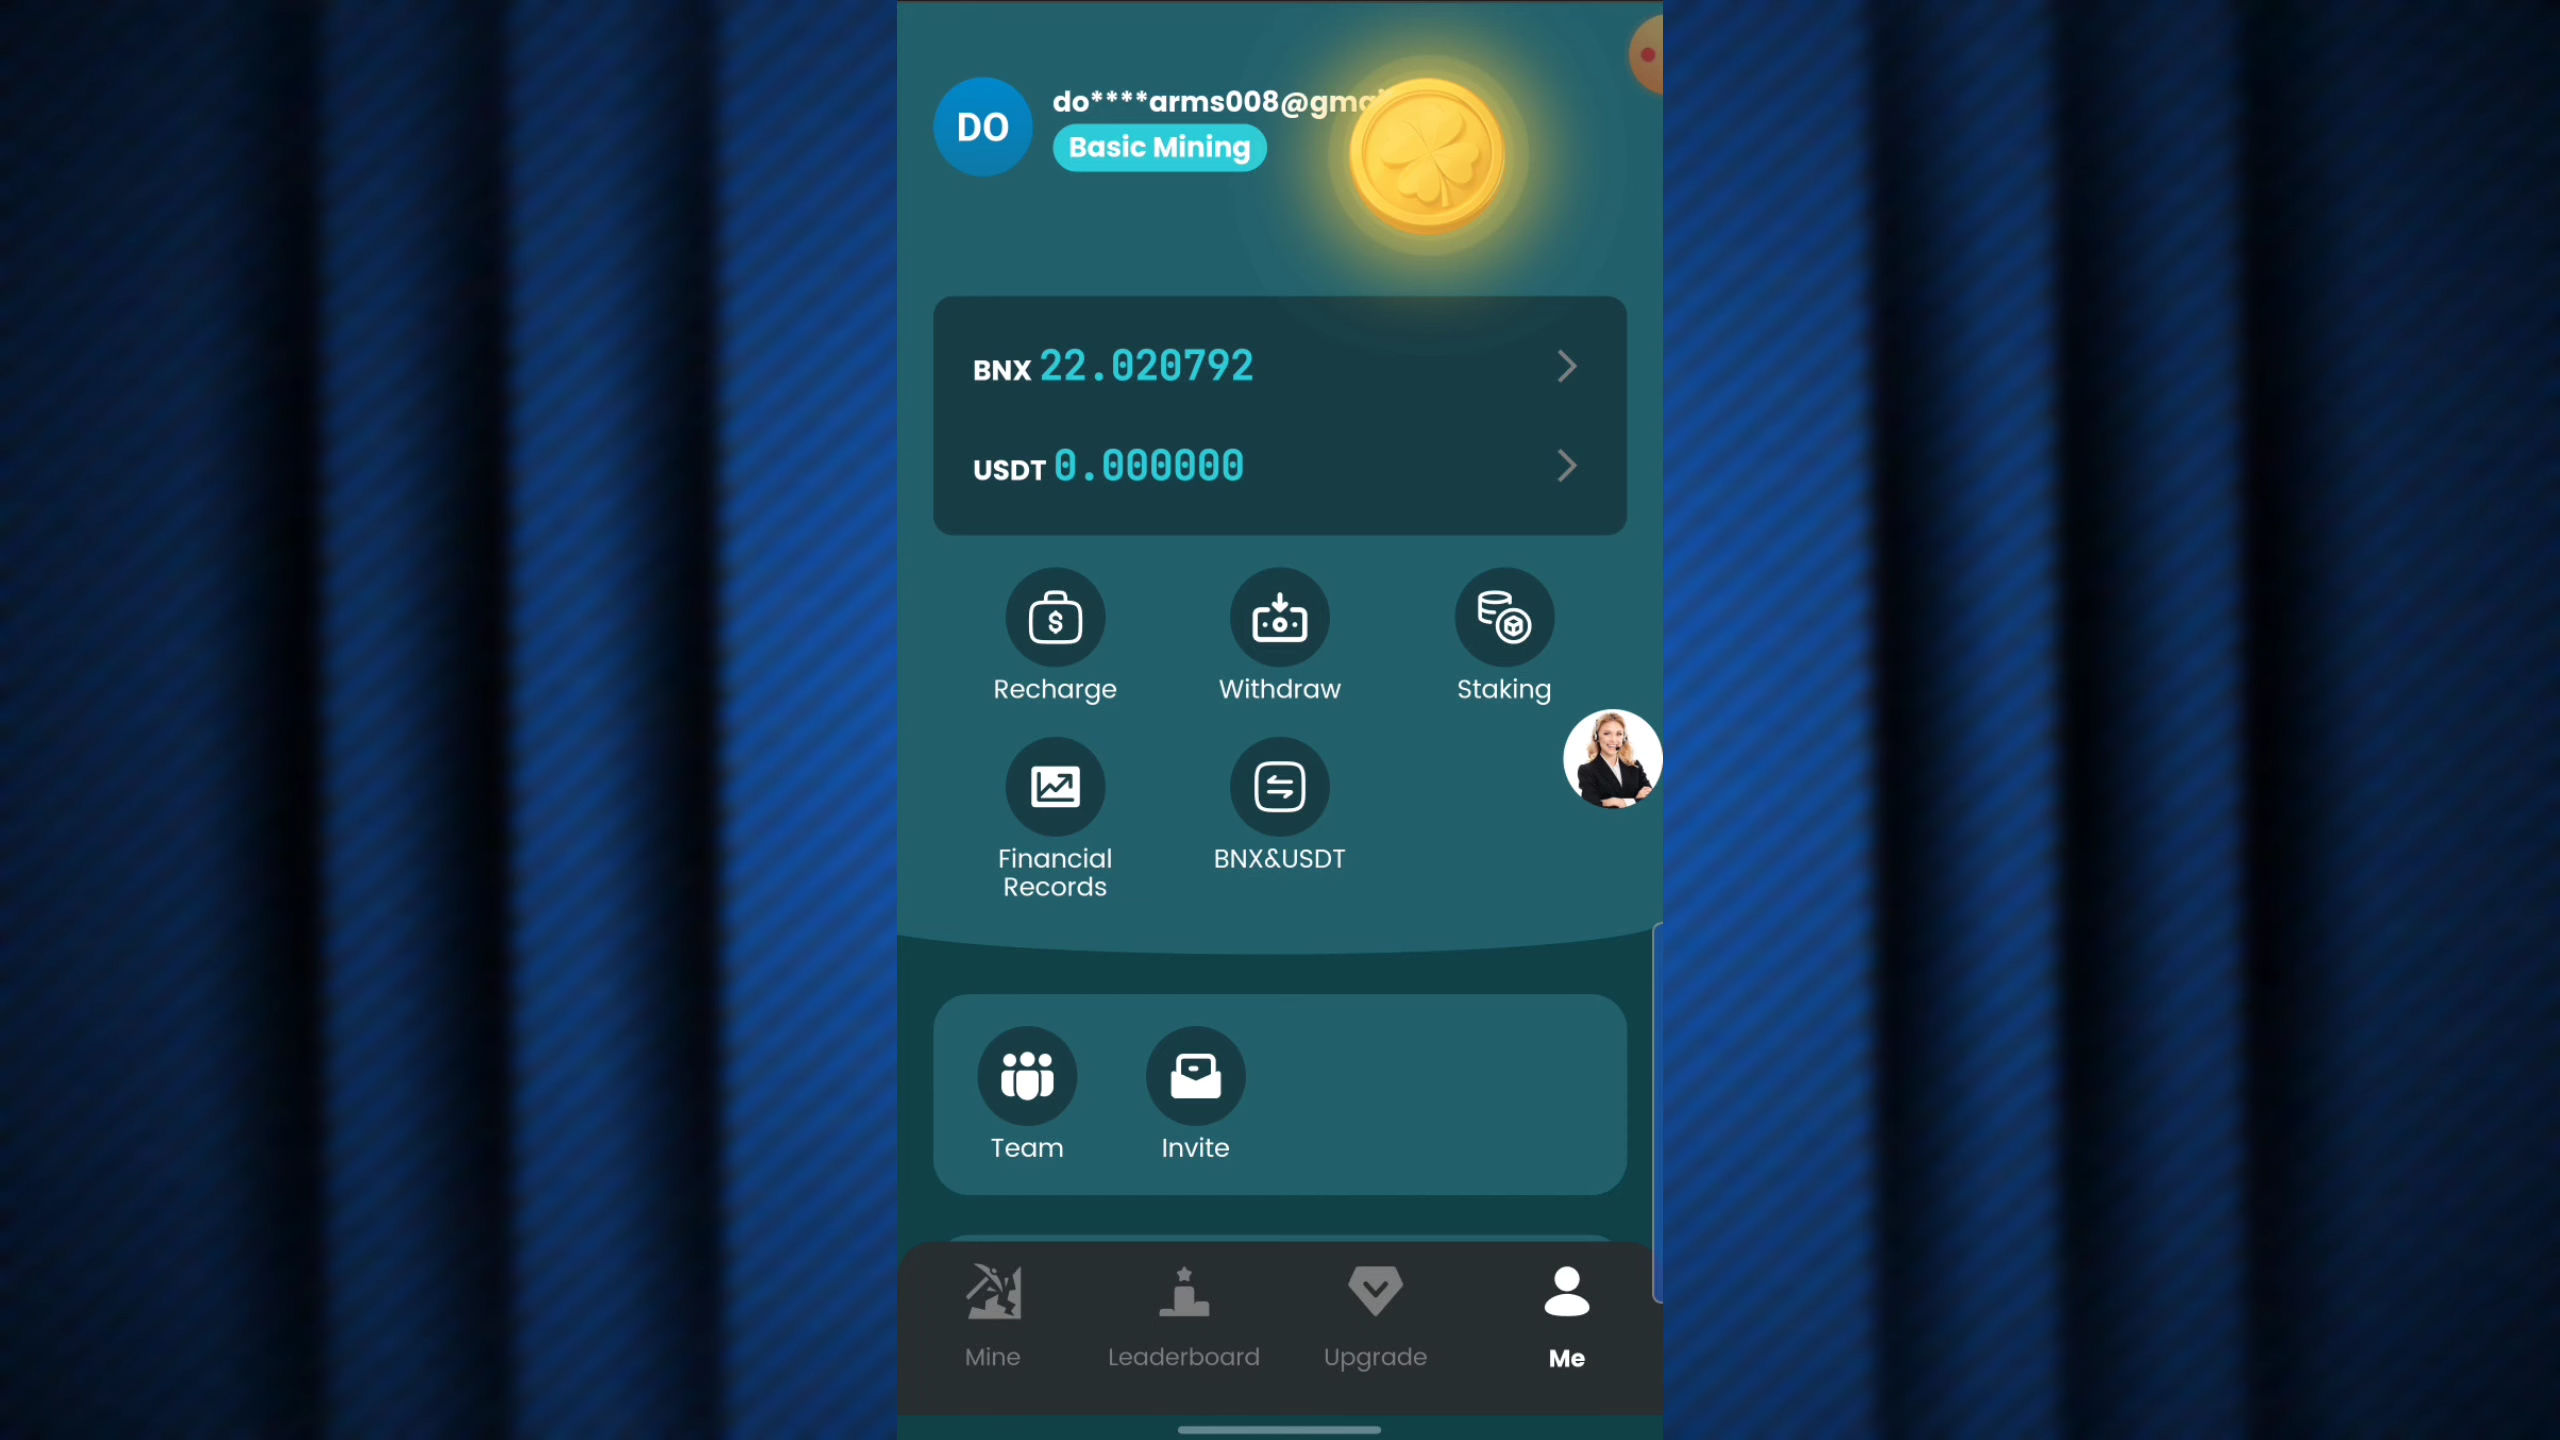 DO
do****arms008@gma
Basic Mining
BNX 22.020792
USDT 0.000000
Recharge
Withdraw
Staking
Financial
Records
BNX&USDT
Team
Invite
Mine
Leaderboard
Upgrade
Me